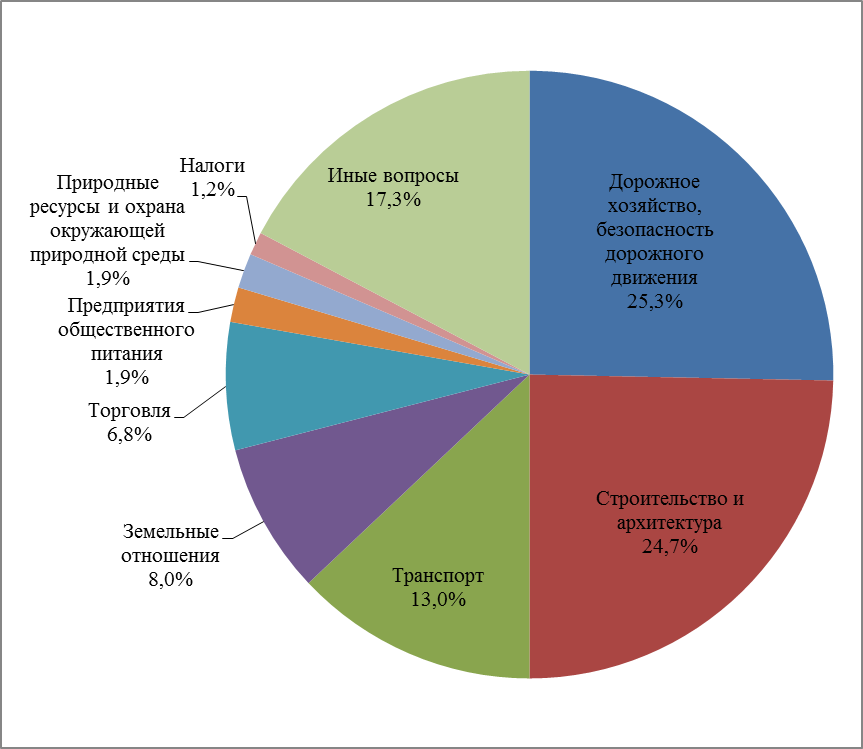 Дорожное
хозяйство,
безопасность
дорожного
движения
25,3%
Строительство и
архитектура
24,7%
Транспорт
13,0%
Земельные
отношения
8,0%
Торговля
6,8%
Предприятия
общественного
питания
1,9%
Природные
ресурсы и охрана
окружающей
природной среды
1,9%
Налоги
1,2%
Иные вопросы
17,3%